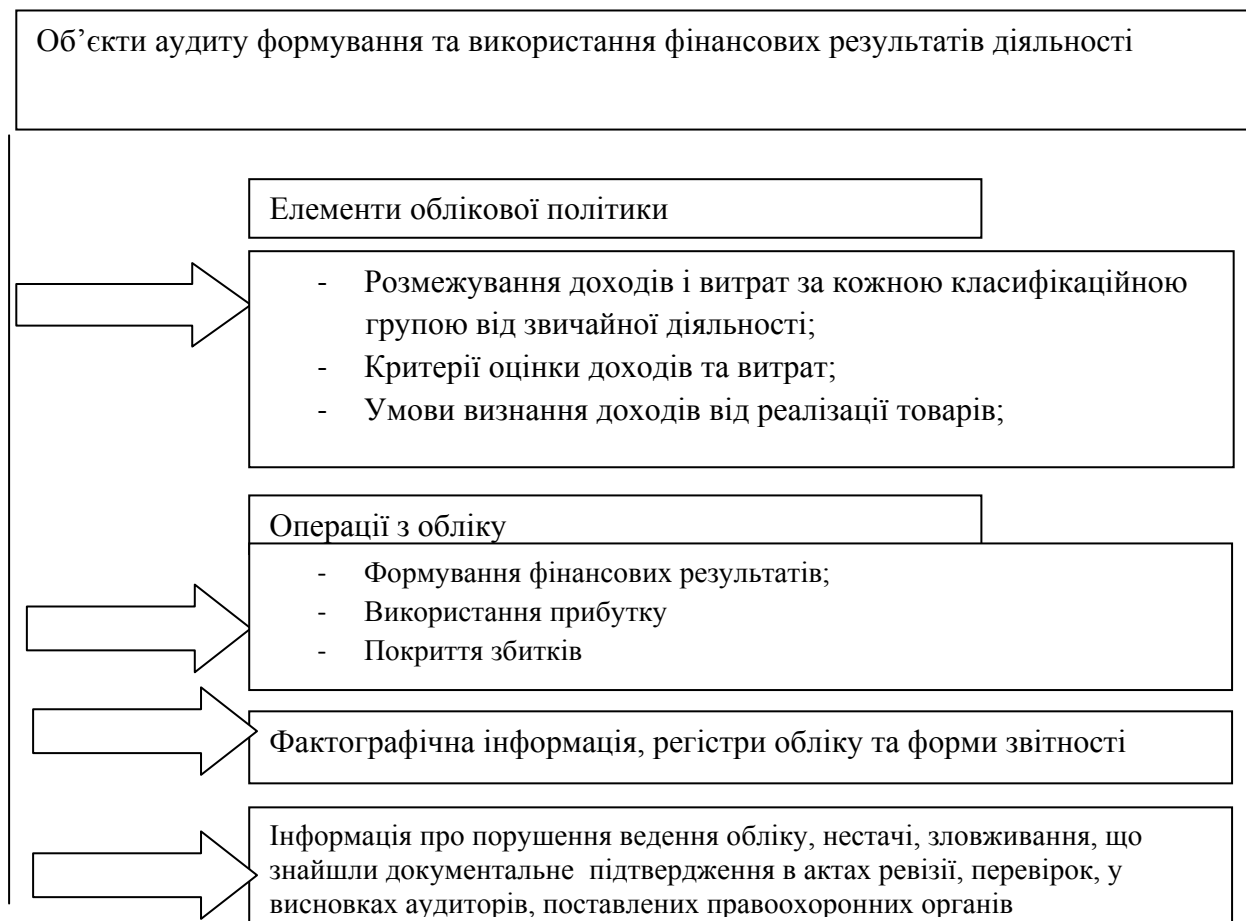 Об’єкти аудиту формування та використання фінансових результатів діяльності
Елементи облікової політики
- Розмежування доходів і витрат за кожною класифікаційною
групою від звичайної діяльності;
- Критерії оцінки доходів та витрат;
- Умови визнання доходів від реалізації товарів;
Операції з обліку
- Формування фінансових результатів;
- Використання прибутку
- Покриття збитків
Фактографічна інформація, регістри обліку та форми звітності
Інформація про порушення ведення обліку, нестачі, зловживання, що
знайшли документальне підтвердження в актах ревізії, перевірок, у
висновках аудиторів, поставлених правоохоронних органів